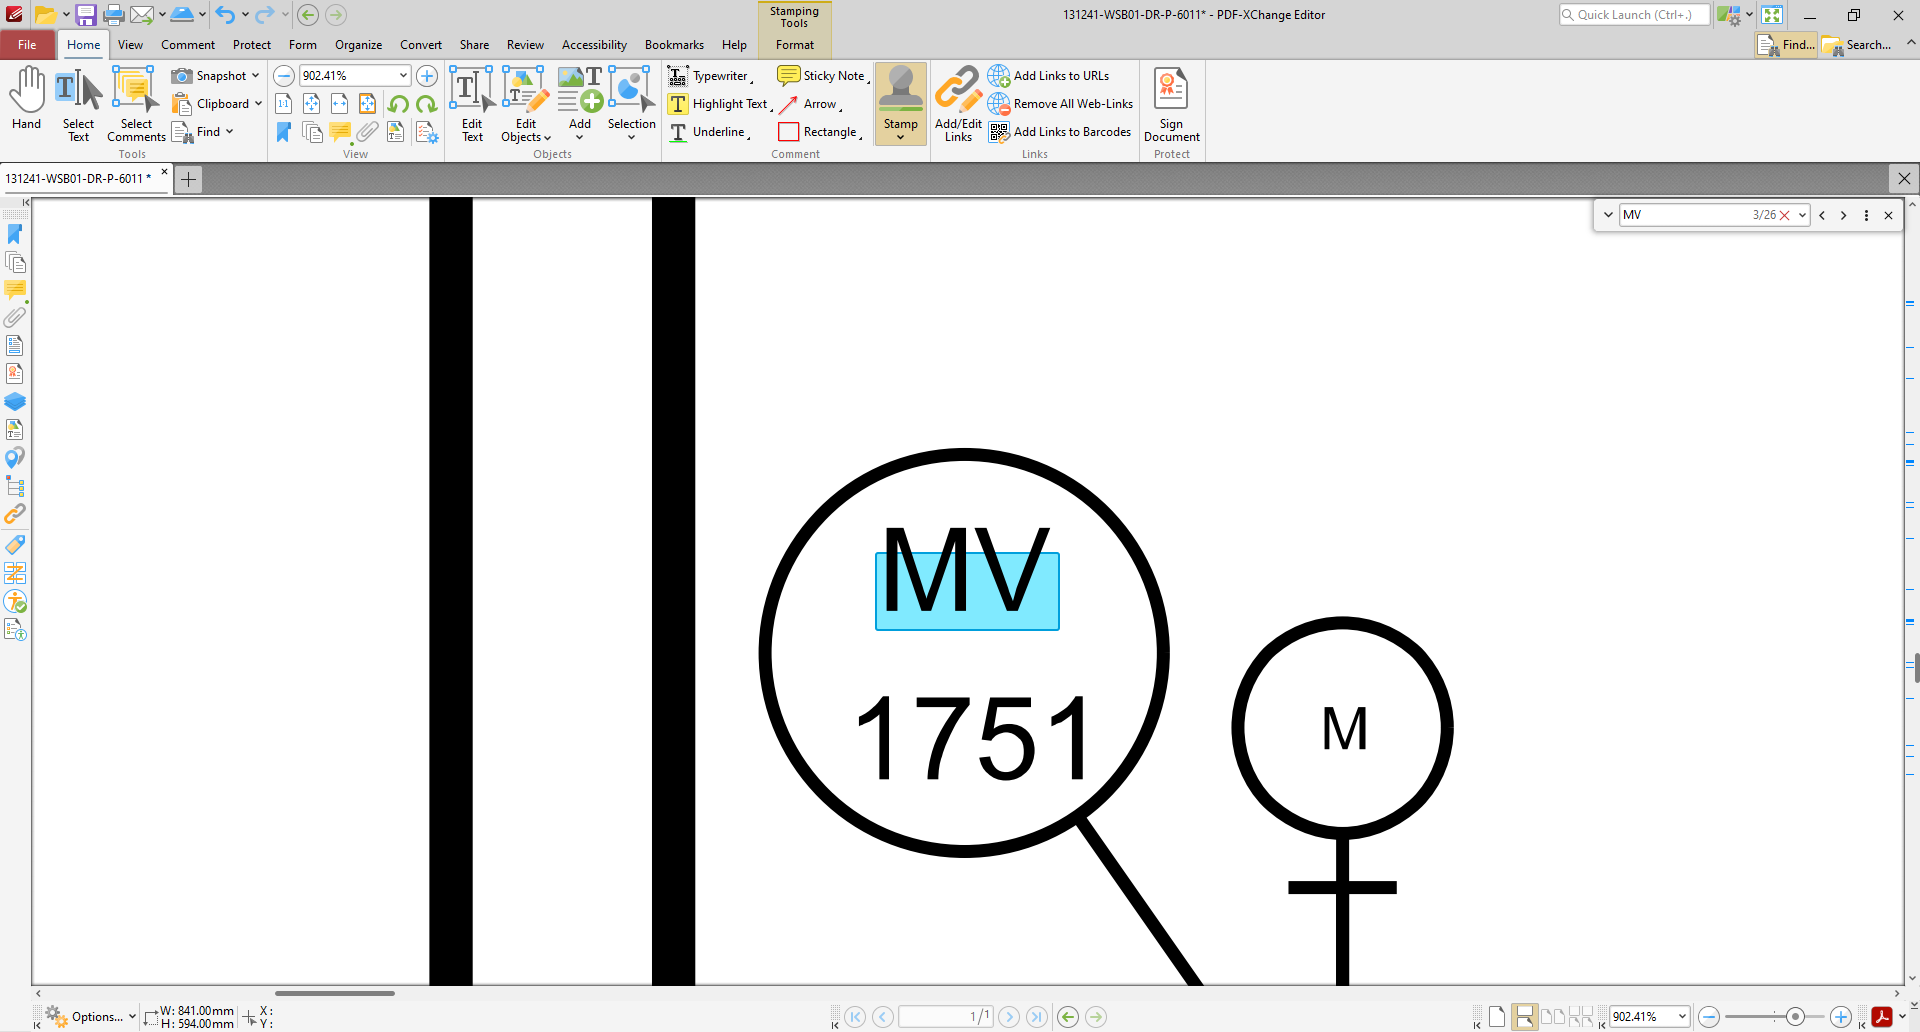 131241-WSB01-DR-P-6011* - PDF-XChange Editor
Quick Launch (Ctrl+.)
Stamping Tools
File
Home
View
Comment
Protect
Form
Organize
Convert
Share
Review
Accessibility
Bookmarks
Help
Format
Find...
Search...
Hand
Select Text
Select Comments
Snapshot
Clipboard
Find
Tools
902.41%
1:1
View
Edit Text
Edit Objects
Add
Selection
Objects
Typewriter
Highlight Text
Underline
Sticky Note
Arrow
Rectangle
Stamp
Comment
Add/Edit Links
Add Links to URLs
Remove All Web-Links
Add Links to Barcodes
Links
Sign Document
Protect
131241-WSB01-DR-P-6011 *
MV
3/26
MV
1751
M
Options...
W: 841.00mm
H: 594.00mm
X:
Y:
1/1
902.41%